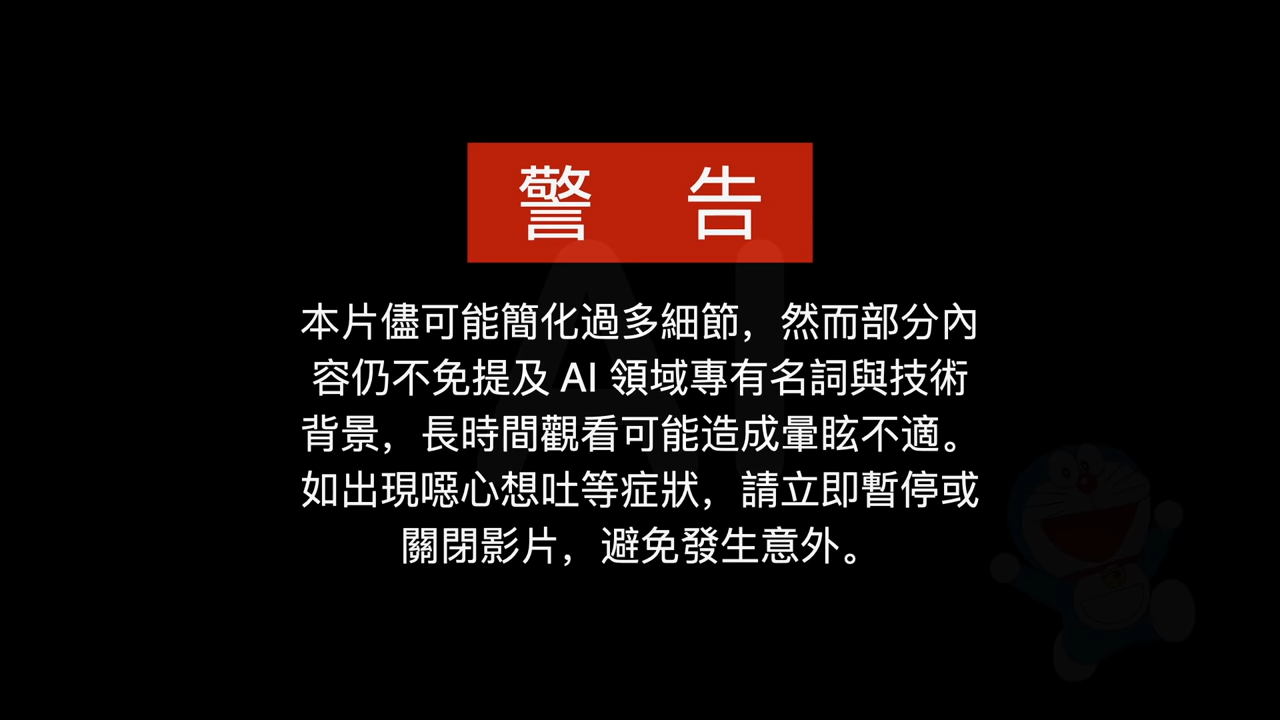 警告
本片儘可能簡化過多細節，然而部分內
容仍不免提及 AI 領域專有名詞與技術
背景，長時間觀看可能造成暈眩不適。
如出現噁心想吐等症狀，請立即暫停或
關閉影片，避免發生意外。
AI